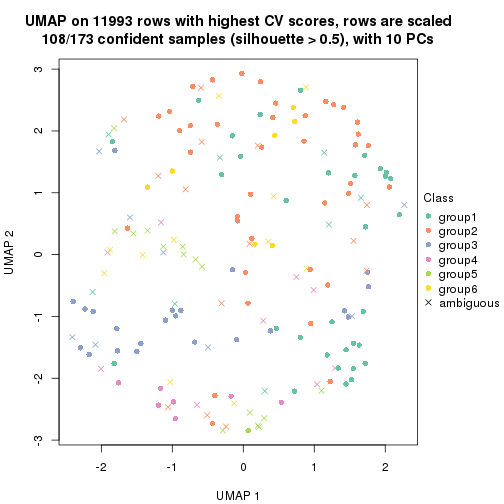 UMAP on 11993 rows with highest CV scores, rows are scaled
108/173 confident samples (silhouette > 0.5), with 10 PCs
3
2
1
0
-1
-2
-3
UMAP 2
-2
-1
0
1
2
UMAP 1
Class
group1
group2
group3
group4
group5
group6
ambiguous